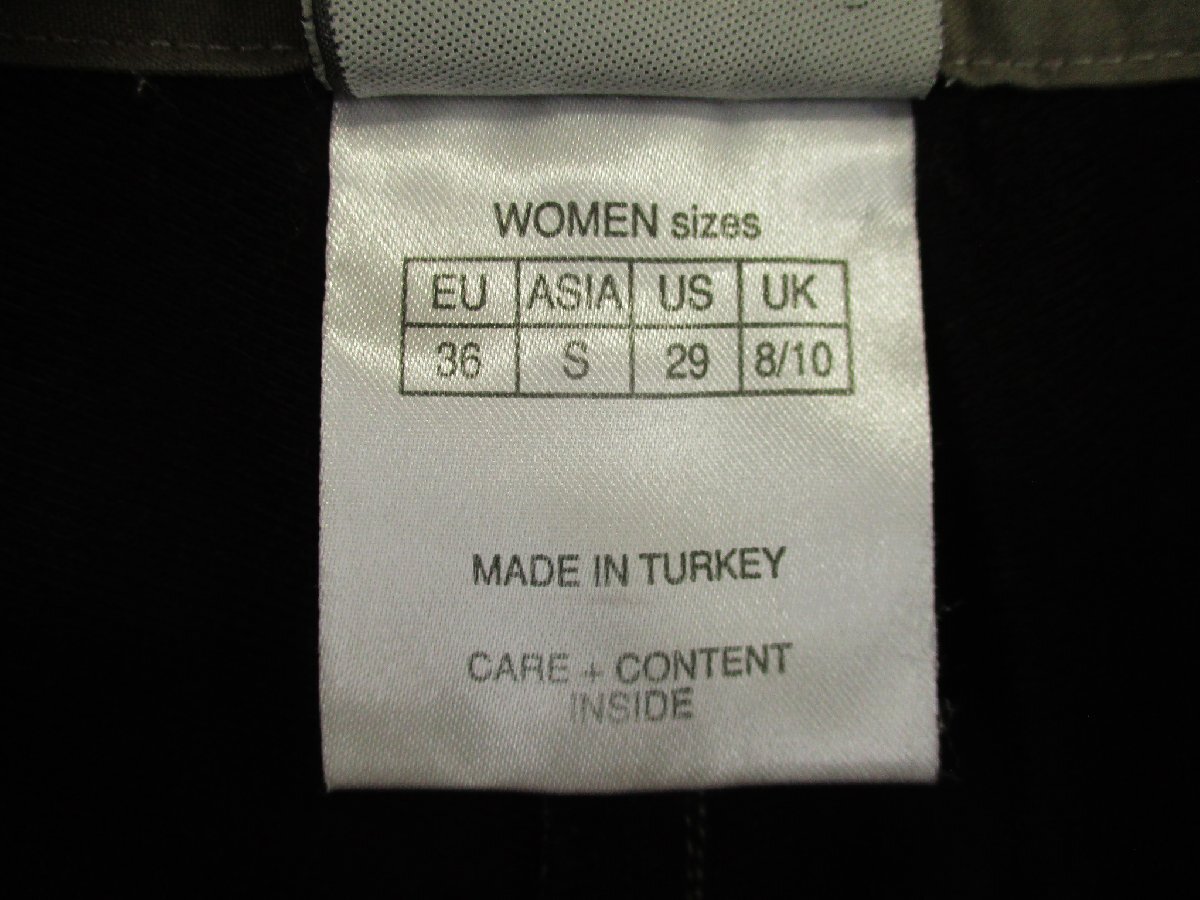 WOMEN sizes
EU ASIA US UK
36 S 29 8/10
MADE IN TURKEY
CARE + CONTENT
INSIDE